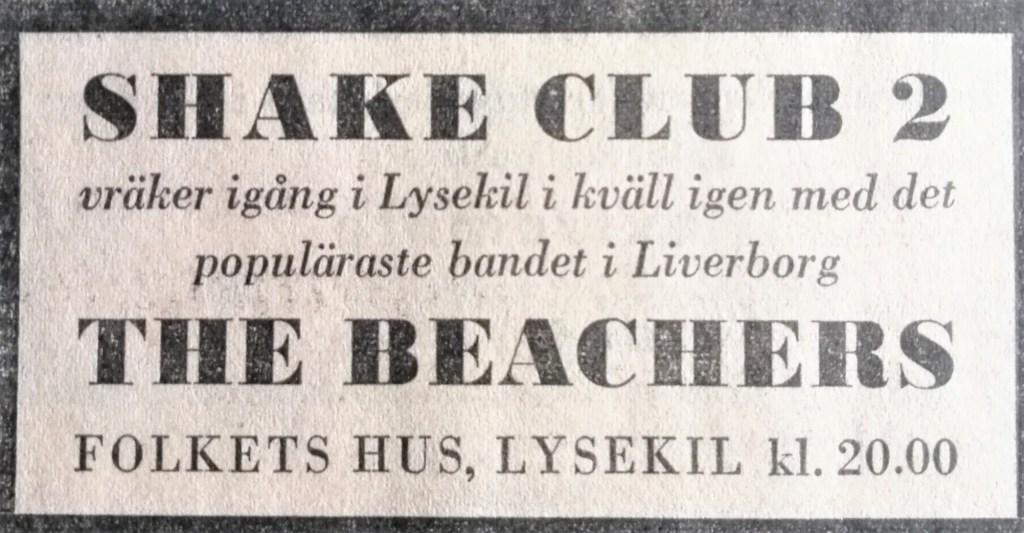 SHAKE CLUB 2
vräker igång i Lysekil i kväll igen med det
populäraste bandet i Liverborg
THE BEACHERS
FOLKETS HUS, LYSEKIL kl. 20.00